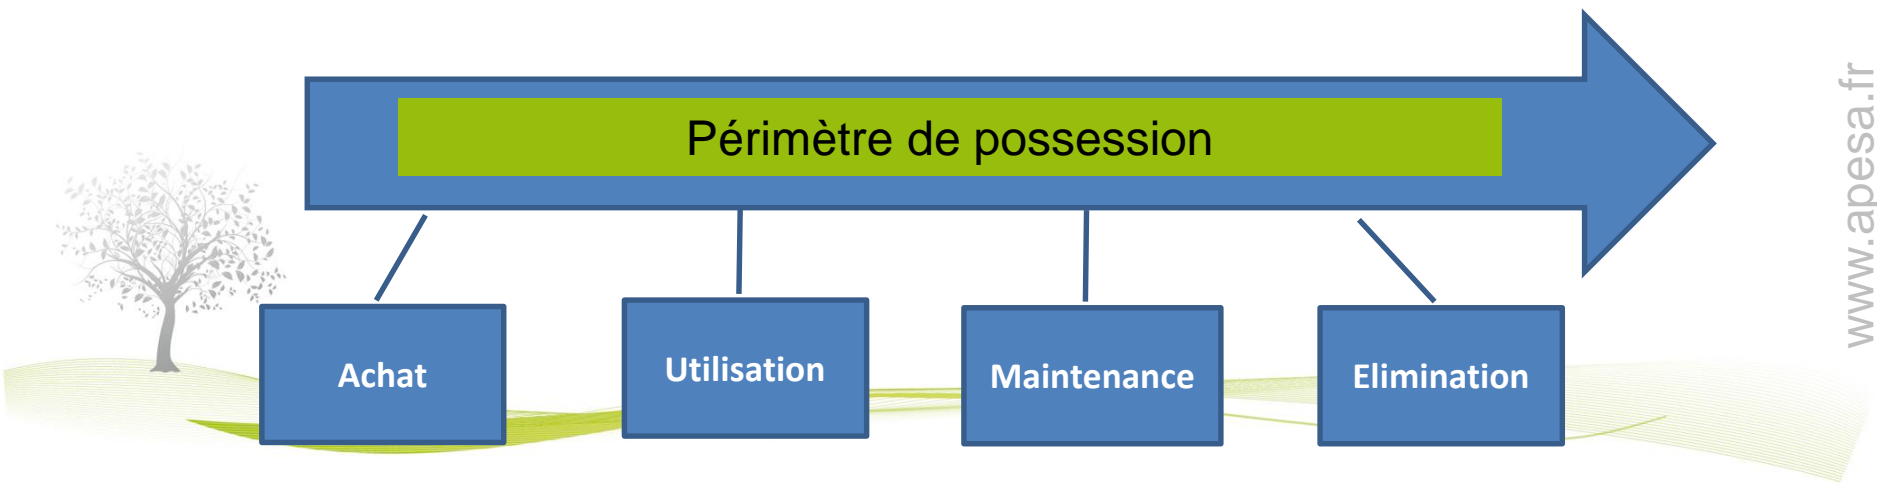 Périmètre de possession
Achat
Utilisation
Maintenance
Elimination
www.apesa.fr